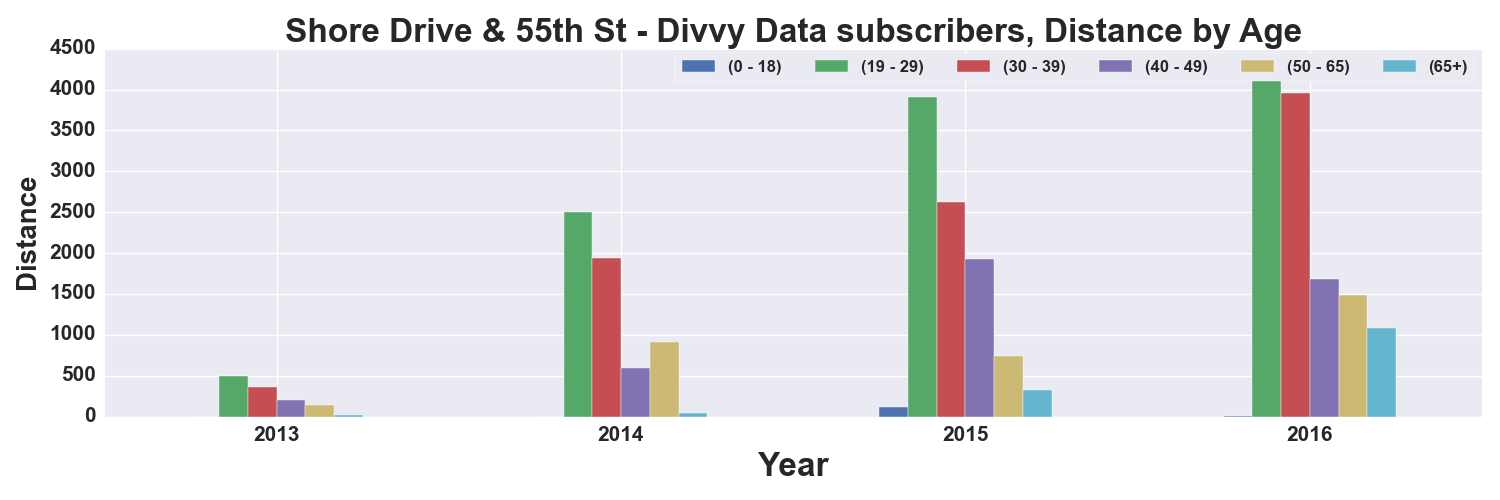 Shore Drive & 55th St - Divvy Data subscribers, Distance by Age
4500
(0 - 18) (19 - 29) (30 - 39) (40 - 49) (50 - 65) (65+)
4000
3500
3000
2500
2000
1500
1000
500
0
Distance
2013 2014 2015 2016
Year